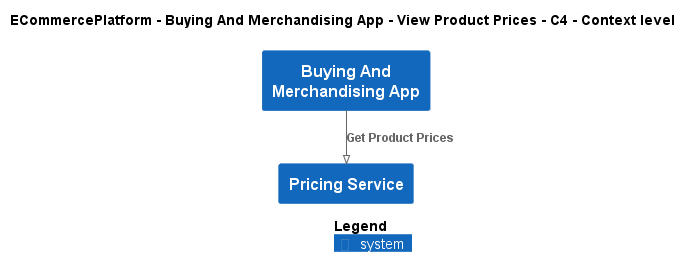 ECommercePlatform - Buying And Merchandising App - View Product Prices - C4 - Context level
Buying And
Merchandising App
Get Product Prices
Pricing Service
Legend
system